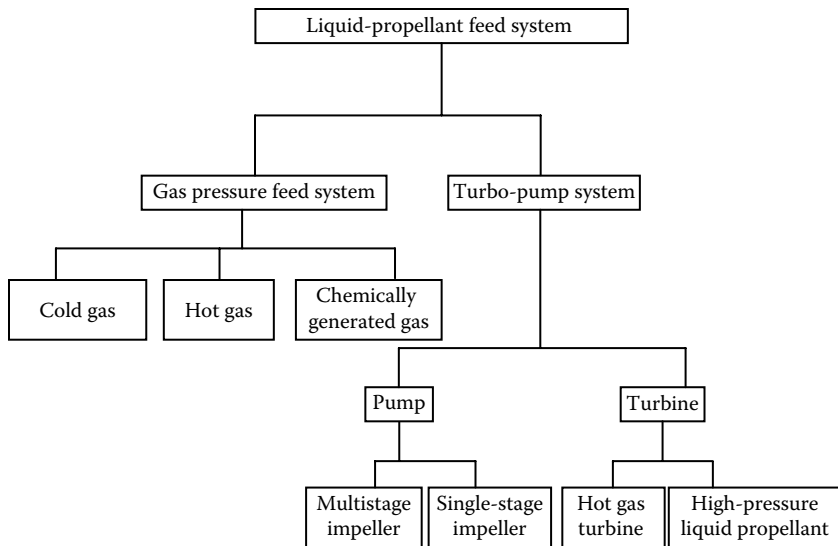 Liquid-propellant feed system
Gas pressure feed system
Turbo-pump system
Cold gas
Hot gas
Chemically
generated gas
Pump
Turbine
Multistage
impeller
Single-stage
impeller
Hot gas
turbine
High-pressure
liquid propellant